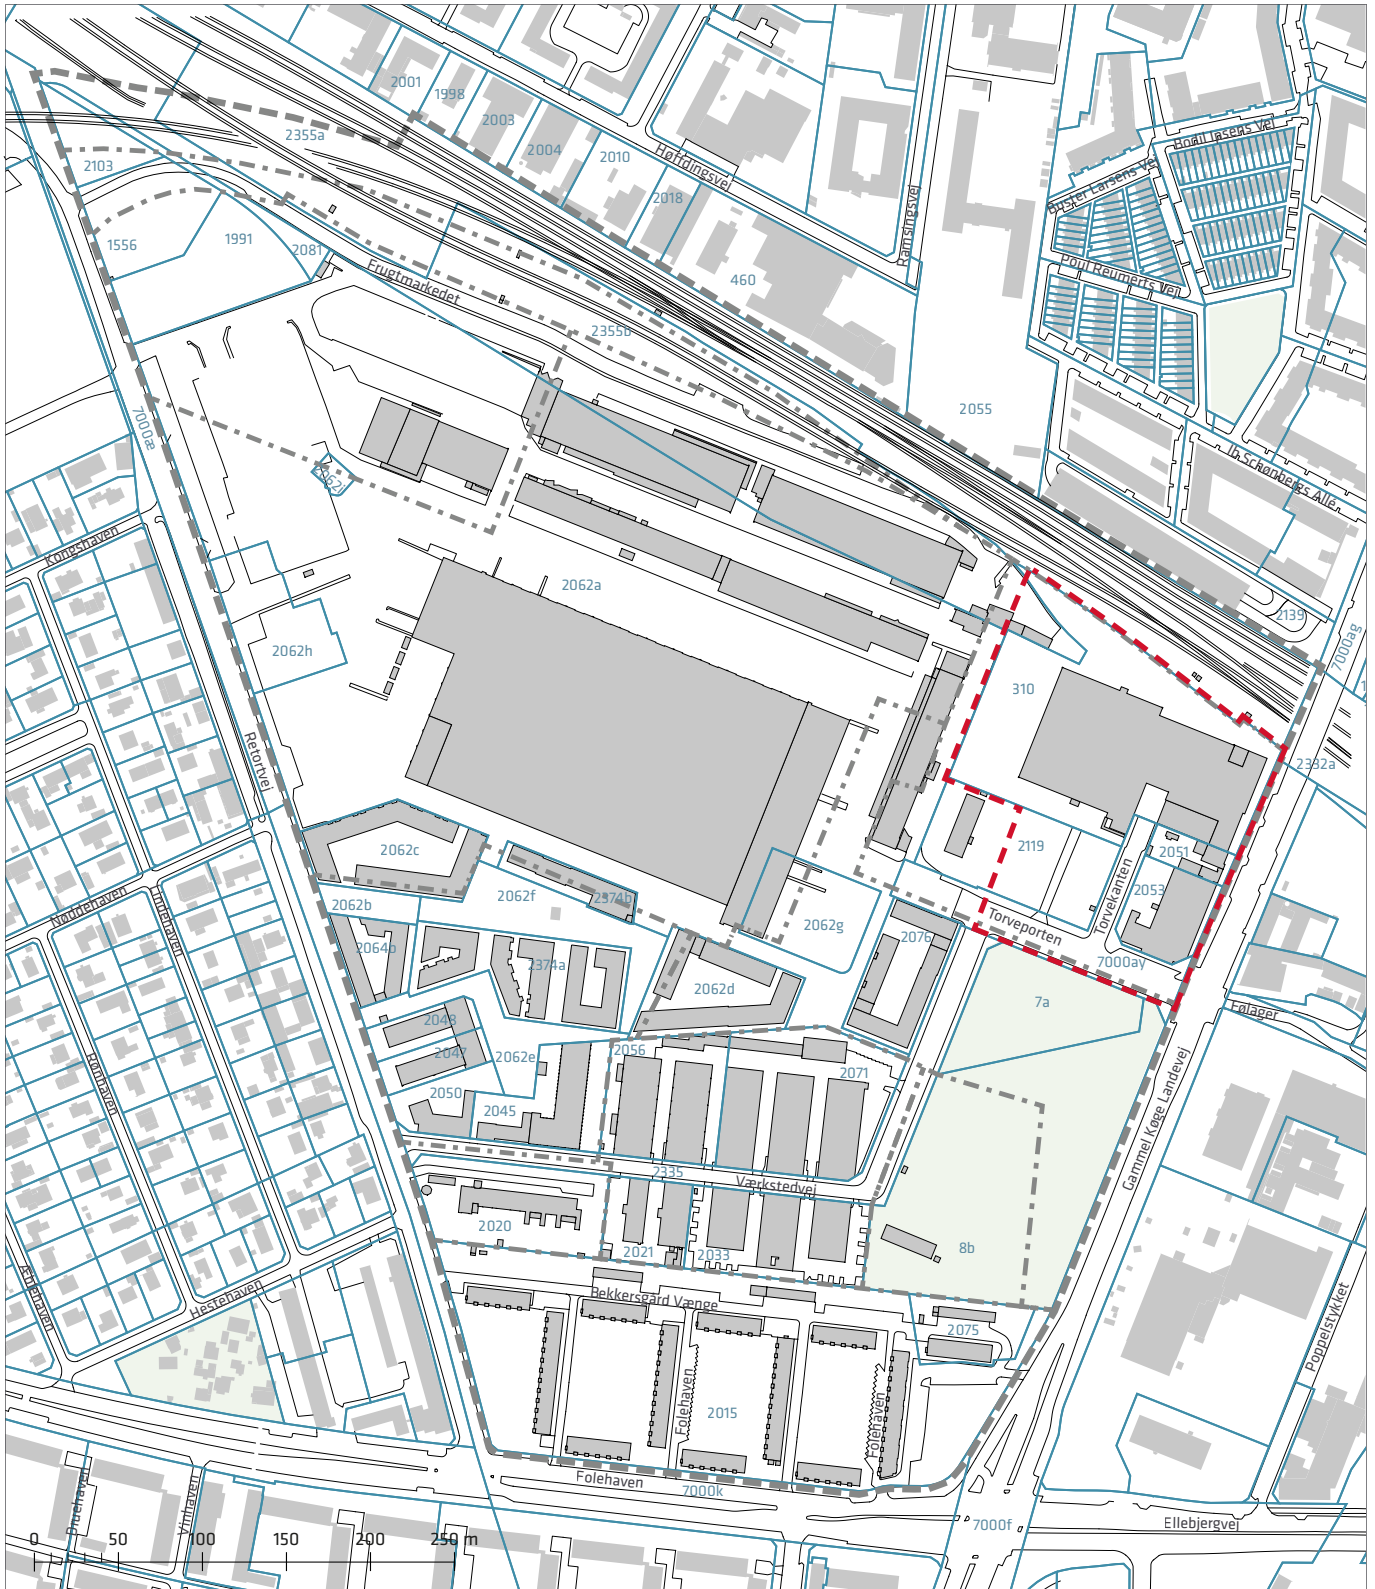 2001
1998
2003
2004
2010
2018
460
2355a
2103
1556
1991
2081
Høffdingsvej
Ramsingsvej
Bodil Ipsens Vej
Buster Larsens Vej
Poul Reumerts Vej
Frugtmarkedet
2355b
2055
Ib Schønbergs Allé
7000æ
2062i
Kongshaven
2062a
2062h
2139
7000ag
310
2332a
Retortvej
2062c
2062f
2374b
2062b
2062g
2119
2051
2053
Torvekanten
Torveporten
7000ay
Nøddehaven
2064b
2374a
2062d
2076
7a
Følager
2048
2047
2062e
2056
2050
2045
2071
Rønhaven
2335
Værkstedvej
Gammel Køge Landevej
2020
2021
2033
8b
Æblehaven
Hestehaven
Bekkersgård Vænge
2075
Poppelstykket
Folehaven
2015
Folehaven
Folehaven
7000k
7000f
Ellebjergvej
Druehaven
Vinhaven
0 50 100 150 200 250 m